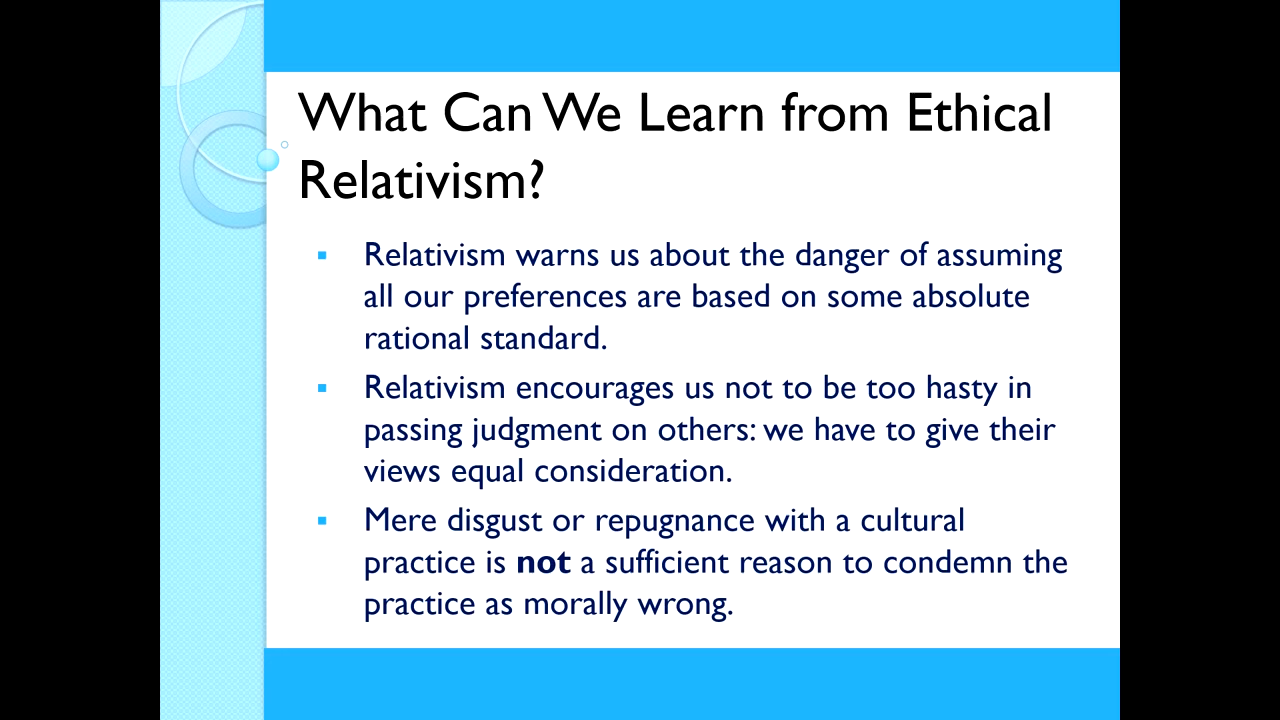 What Can We Learn from Ethical
Relativism?
▪ Relativism warns us about the danger of assuming
all our preferences are based on some absolute
rational standard.
▪ Relativism encourages us not to be too hasty in
passing judgment on others: we have to give their
views equal consideration.
▪ Mere disgust or repugnance with a cultural
practice is not a sufficient reason to condemn the
practice as morally wrong.